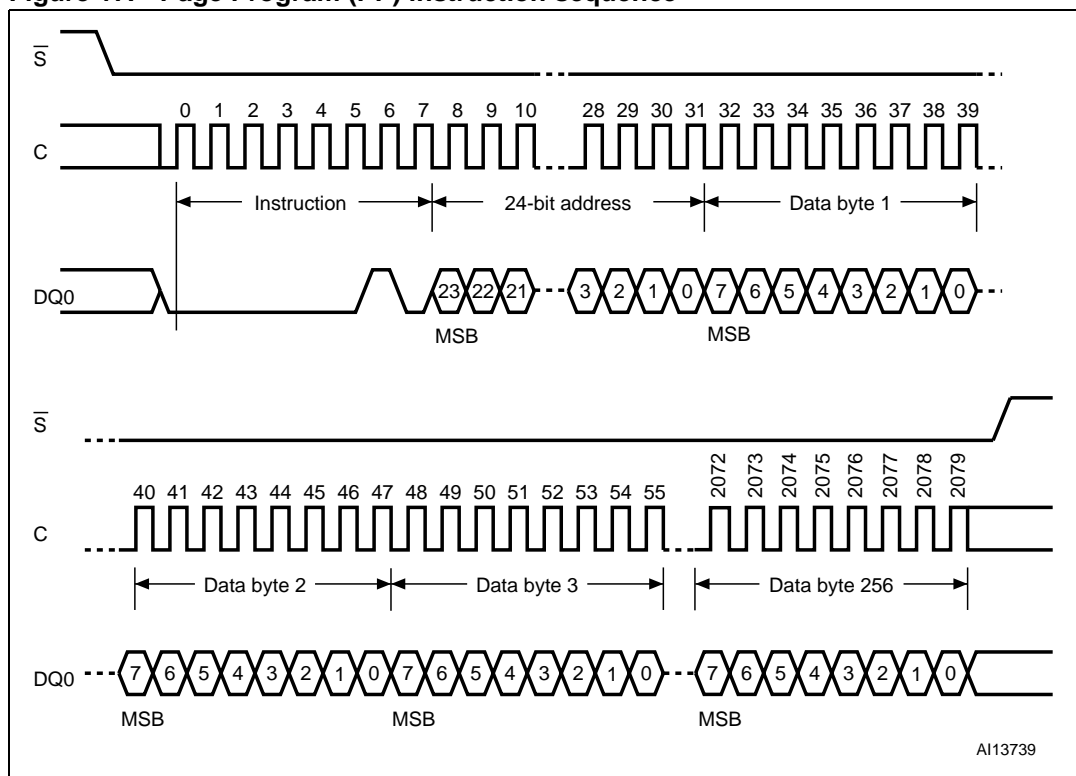 Figure Page Program (PP) instruction sequence
S̅
0 1 2 3 4 5 6 7 8 9 10 28 29 30 31 32 33 34 35 36 37 38 39
C
Instruction 24-bit address Data byte 1
DQ0 23 22 21 3 2 1 0 7 6 5 4 3 2 1 0
MSB MSB
S̅
2072 2073 2074 2075 2076 2077 2078 2079
40 41 42 43 44 45 46 47 48 49 50 51 52 53 54 55
C
Data byte 2 Data byte 3 Data byte 256
DQ0 7 6 5 4 3 2 1 0 7 6 5 4 3 2 1 0 7 6 5 4 3 2 1 0
MSB MSB MSB
AI13739